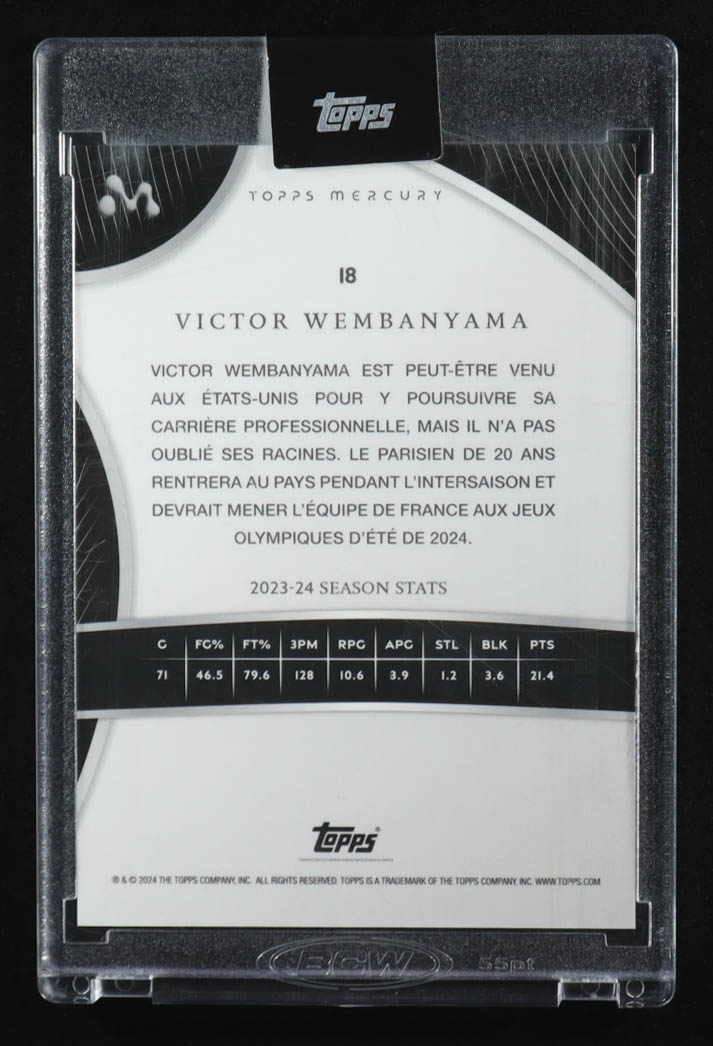 TOPPS
TOPPS MERCURY
18
VICTOR WEMBANYAMA
VICTOR WEMBANYAMA EST PEUT-ÊTRE VENU
AUX ÉTATS-UNIS POUR Y POURSUIVRE SA
CARRIÈRE PROFESSIONNELLE, MAIS IL N'A PAS
OUBLIÉ SES RACINES. LE PARISIEN DE 20 ANS
RENTRERA AU PAYS PENDANT L'INTERSAISON ET
DEVRAIT MENER L'ÉQUIPE DE FRANCE AUX JEUX
OLYMPIQUES D'ÉTÉ DE 2024.
2023-24 SEASON STATS
G FG% FT% 3PM RPG APG STL BLK PTS
71 46.5 79.6 128 10.6 3.9 1.2 3.6 21.4
TOPPS®
® & © 2024 THE TOPPS COMPANY, INC. ALL RIGHTS RESERVED. TOPPS IS A TRADEMARK OF THE TOPPS COMPANY, INC. WWW.TOPPS.COM
BCW 55pt